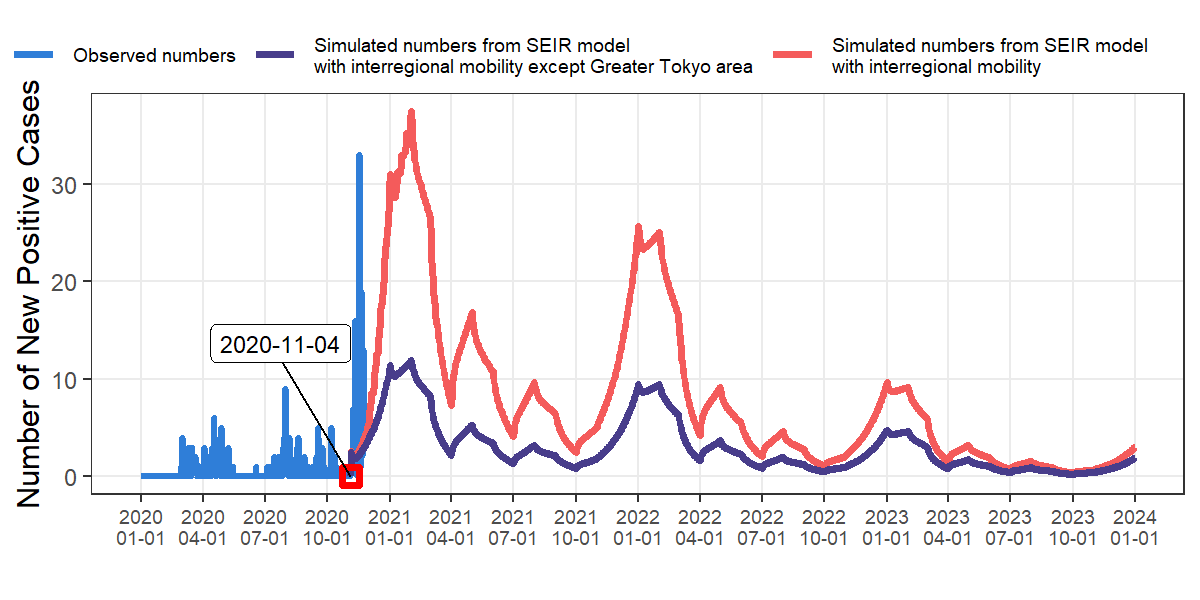 Observed numbers
Simulated numbers from SEIR model
with interregional mobility except Greater Tokyo area
Simulated numbers from SEIR model
with interregional mobility
Number of New Positive Cases
30
20
10
0
2020-11-04
2020 2020 2020 2020 2021 2021 2021 2021 2022 2022 2022 2022 2023 2023 2023 2023 2024
01-01 04-01 07-01 10-01 01-01 04-01 07-01 10-01 01-01 04-01 07-01 10-01 01-01 04-01 07-01 10-01 01-01